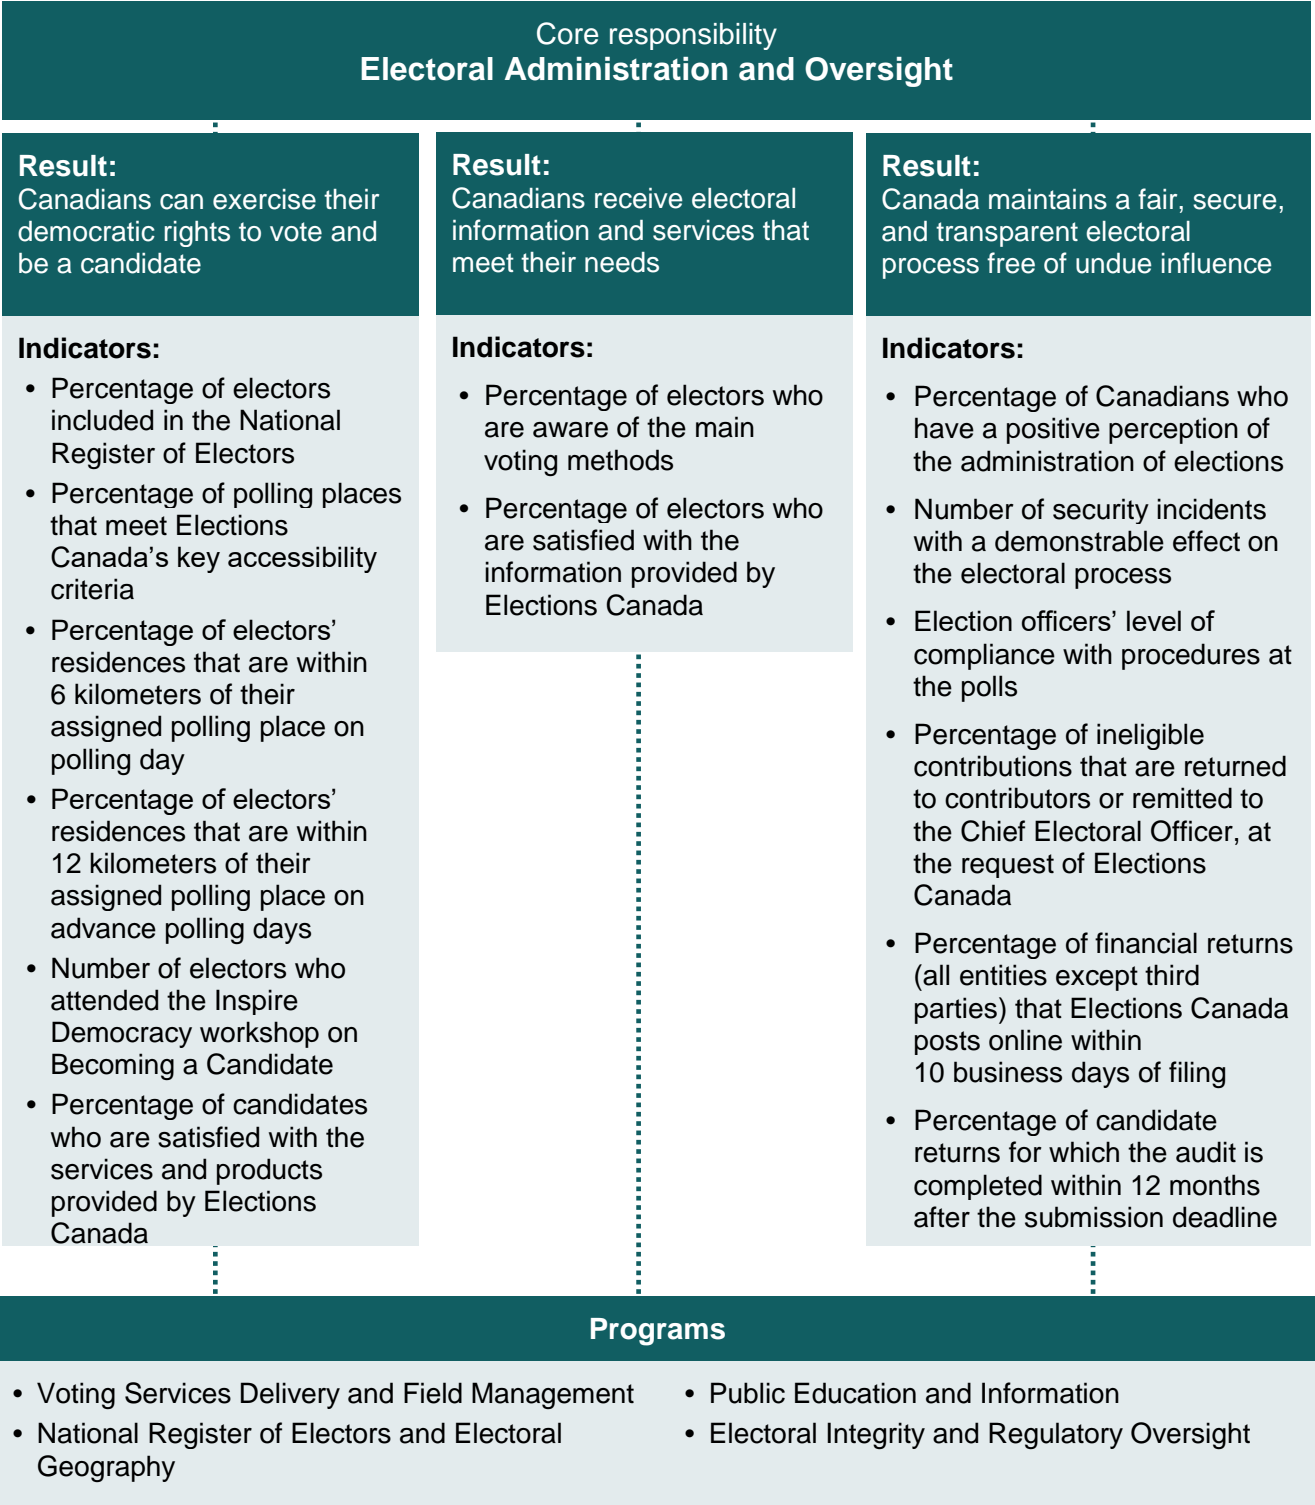 Core responsibility
Electoral Administration and Oversight
Result:
Canadians can exercise their
democratic rights to vote and
be a candidate
Indicators:
• Percentage of electors
included in the National
Register of Electors
• Percentage of polling places
that meet Elections
Canada’s key accessibility
criteria
• Percentage of electors’
residences that are within
6 kilometers of their
assigned polling place on
polling day
• Percentage of electors’
residences that are within
12 kilometers of their
assigned polling place on
advance polling days
• Number of electors who
attended the Inspire
Democracy workshop on
Becoming a Candidate
• Percentage of candidates
who are satisfied with the
services and products
provided by Elections
Canada
Result:
Canadians receive electoral
information and services that
meet their needs
Indicators:
• Percentage of electors who
are aware of the main
voting methods
• Percentage of electors who
are satisfied with the
information provided by
Elections Canada
Result:
Canada maintains a fair, secure,
and transparent electoral
process free of undue influence
Indicators:
• Percentage of Canadians who
have a positive perception of
the administration of elections
• Number of security incidents
with a demonstrable effect on
the electoral process
• Election officers’ level of
compliance with procedures at
the polls
• Percentage of ineligible
contributions that are returned
to contributors or remitted to
the Chief Electoral Officer, at
the request of Elections
Canada
• Percentage of financial returns
(all entities except third
parties) that Elections Canada
posts online within
10 business days of filing
• Percentage of candidate
returns for which the audit is
completed within 12 months
after the submission deadline
Programs
• Voting Services Delivery and Field Management
• National Register of Electors and Electoral
Geography
• Public Education and Information
• Electoral Integrity and Regulatory Oversight